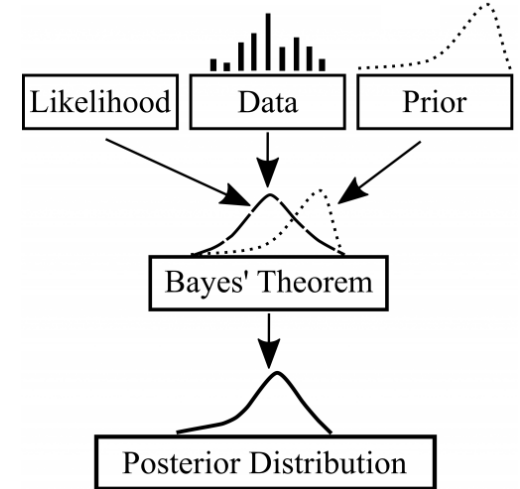 Likelihood
Data
Prior
Bayes' Theorem
Posterior Distribution